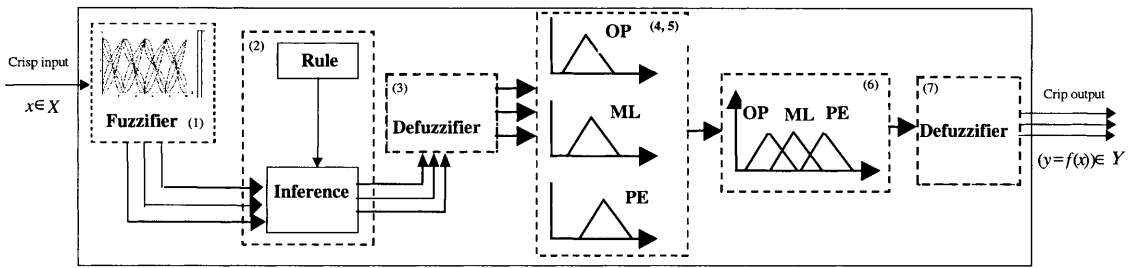 Crisp input
x∈X
Fuzzifier (1)
(2)
Rule
Inference
(3)
Defuzzifier
(4, 5)
OP
ML
PE
(6)
OP ML PE
(7)
Defuzzifier
Crip output
(y=f(x))∈ Y